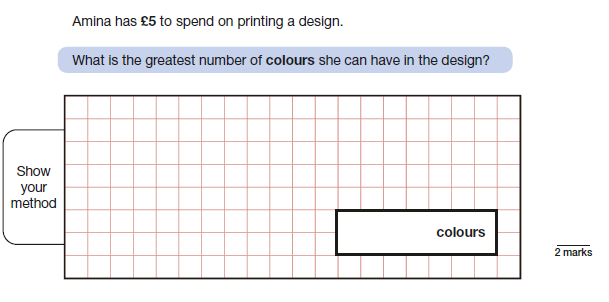 Amina has £5 to spend on printing a design.
What is the greatest number of colours she can have in the design?
Show
your
method
colours
2 marks